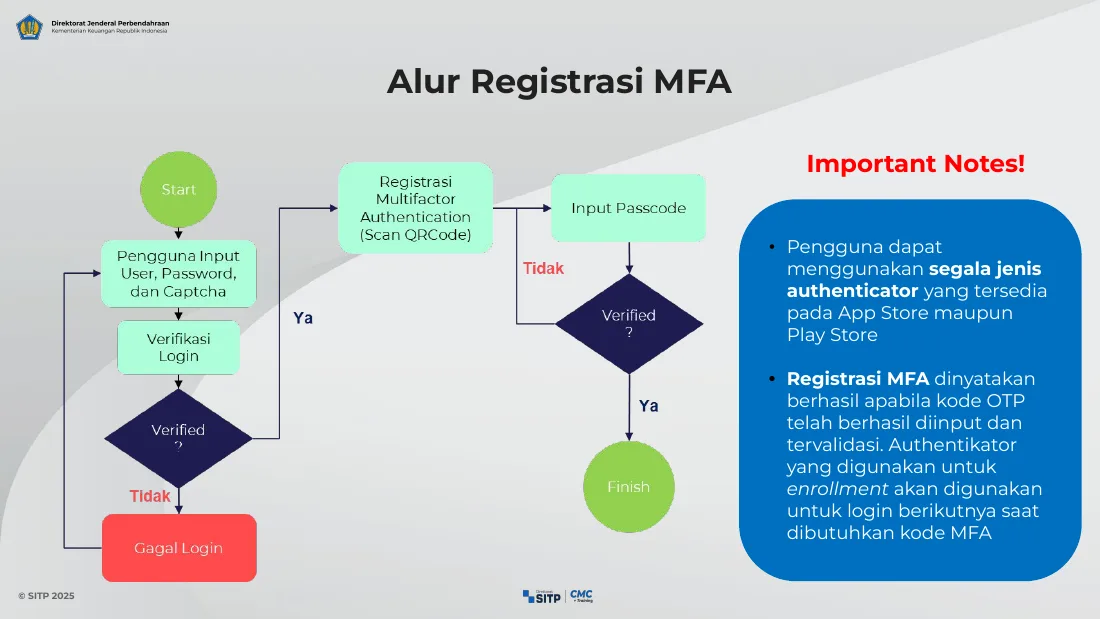 Direktorat Jenderal Perbendaharaan
Kementerian Keuangan Republik Indonesia
Alur Registrasi MFA
Start
Pengguna Input
User, Password,
dan Captcha
Verifikasi
Login
Verified
?
Tidak
Gagal Login
Ya
Registrasi
Multifactor
Authentication
(Scan QRCode)
Input Passcode
Tidak
Verified
?
Ya
Finish
Important Notes!
• Pengguna dapat
menggunakan segala jenis
authenticator yang tersedia
pada App Store maupun
Play Store
• Registrasi MFA dinyatakan
berhasil apabila kode OTP
telah berhasil diinput dan
tervalidasi. Authentikator
yang digunakan untuk
enrollment akan digunakan
untuk login berikutnya saat
dibutuhkan kode MFA
© SITP 2025
Direktorat
SITP
CMC
Training